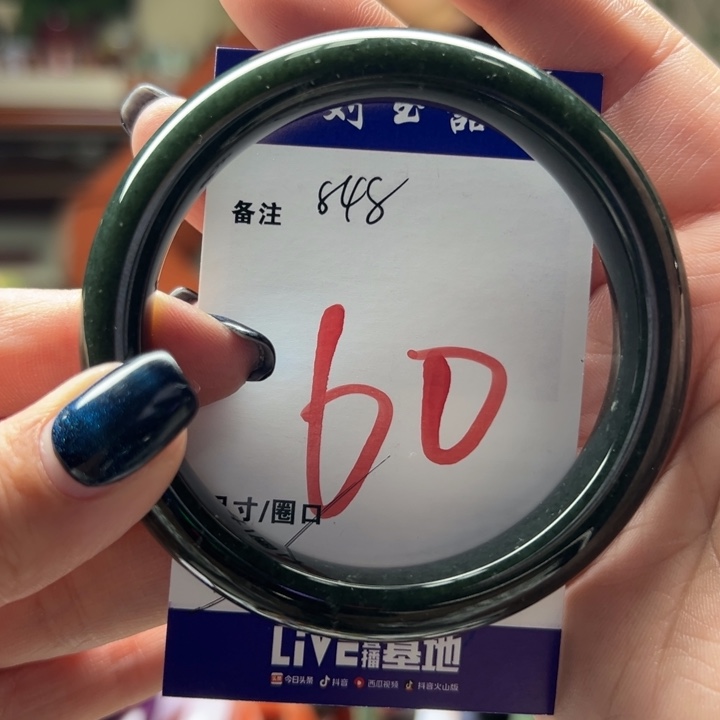 备注 848
60
寸/圈口
LiVE直播基地
今日头条 抖音 西瓜视频 抖音火山版